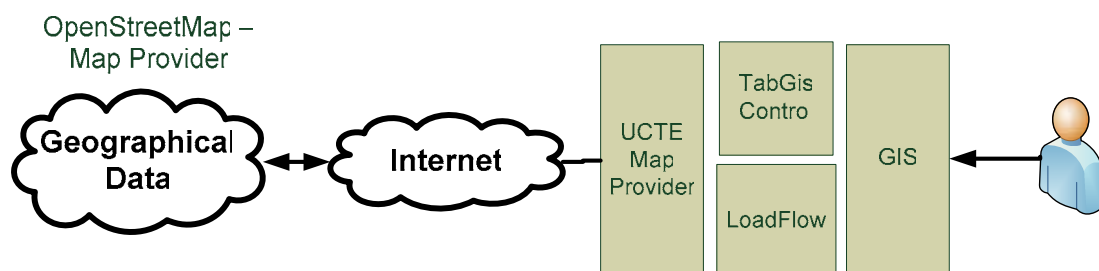 OpenStreetMap –
Map Provider
Geographical
Data
Internet
UCTE
Map
Provider
TabGis
Contro
LoadFlow
GIS